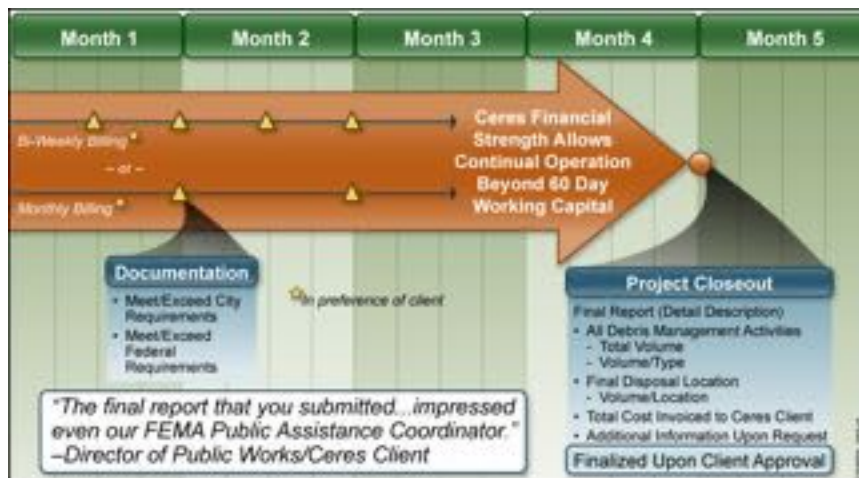 Month 1
Month 2
Month 3
Month 4
Month 5
Bi-Weekly Billing
– or –
Monthly Billing
Ceres Financial
Strength Allows
Continual Operation
Beyond 60 Day
Working Capital
Documentation
• Meet/Exceed City
Requirements
• Meet/Exceed
Federal
Requirements
In preference of client
Project Closeout
Final Report (Detail Description)
• All Debris Management Activities
- Total Volume
- Volume/Type
• Final Disposal Location
- Volume/Location
• Total Cost Invoiced to Ceres Client
• Additional Information Upon Request
Finalized Upon Client Approval
"The final report that you submitted...impressed
even our FEMA Public Assistance Coordinator."
–Director of Public Works/Ceres Client